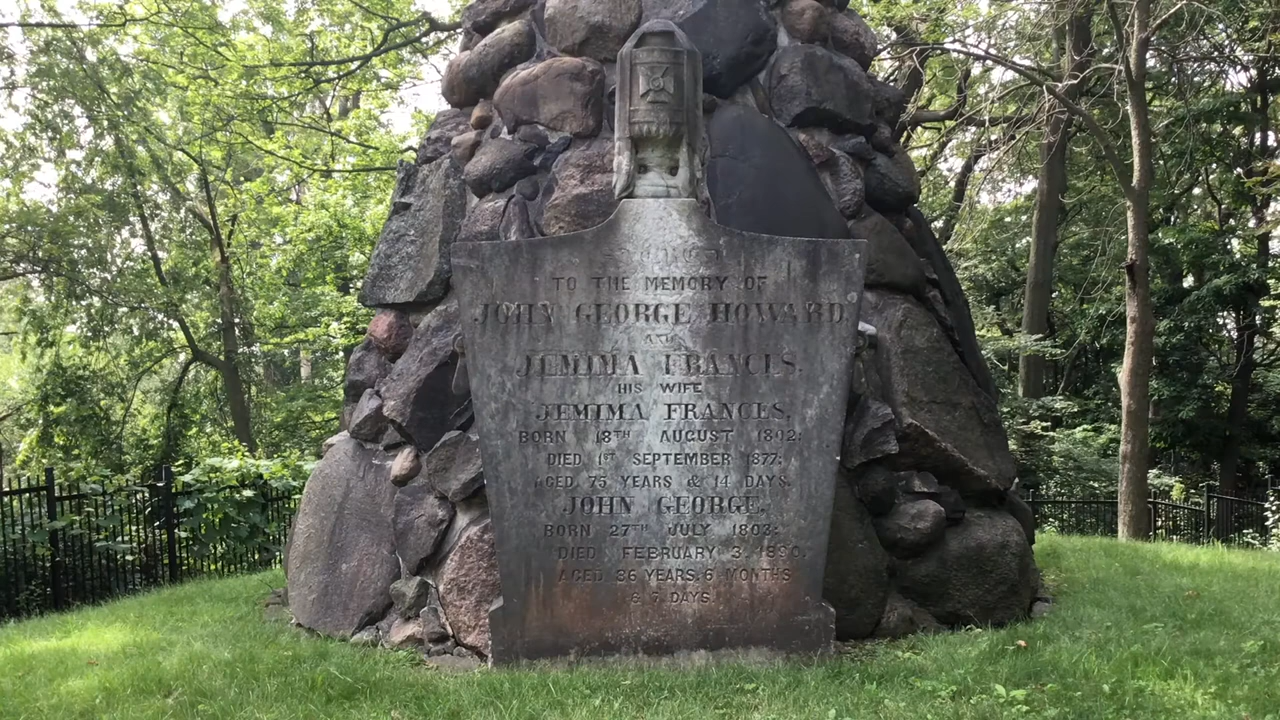 TO THE MEMORY OF
JOHN GEORGE HOWARD
AND
JEMIMA FRANCES.
HIS WIFE
JEMIMA FRANCES,
BORN 18TH AUGUST 1802:
DIED 1ST SEPTEMBER 1877:
AGED 75 YEARS & 14 DAYS.
JOHN GEORGE,
BORN 27TH JULY 1803:
DIED FEBRUARY 3. 1890.
AGED 86 YEARS, 6 MONTHS
& 7 DAYS.